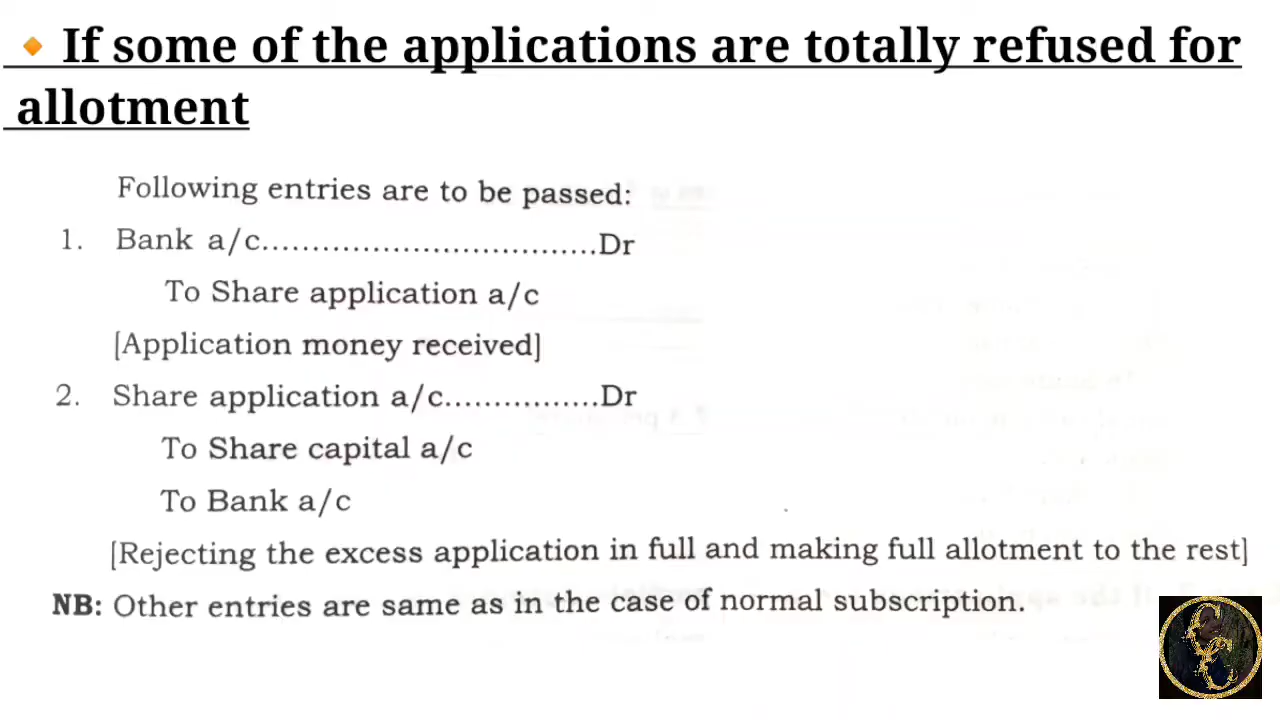 🔸If some of the applications are totally refused for
allotment
Following entries are to be passed:
1. Bank a/c.................................Dr
To Share application a/c
[Application money received]
2. Share application a/c................Dr
To Share capital a/c
To Bank a/c
[Rejecting the excess application in full and making full allotment to the rest]
NB: Other entries are same as in the case of normal subscription.